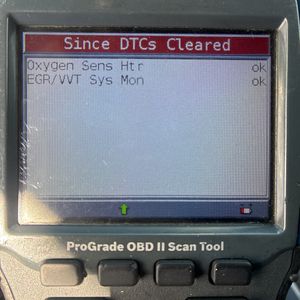 Since DTCs Cleared
Oxygen Sens Htr ok
EGR/VVT Sys Mon ok
ProGrade OBD II Scan Tool